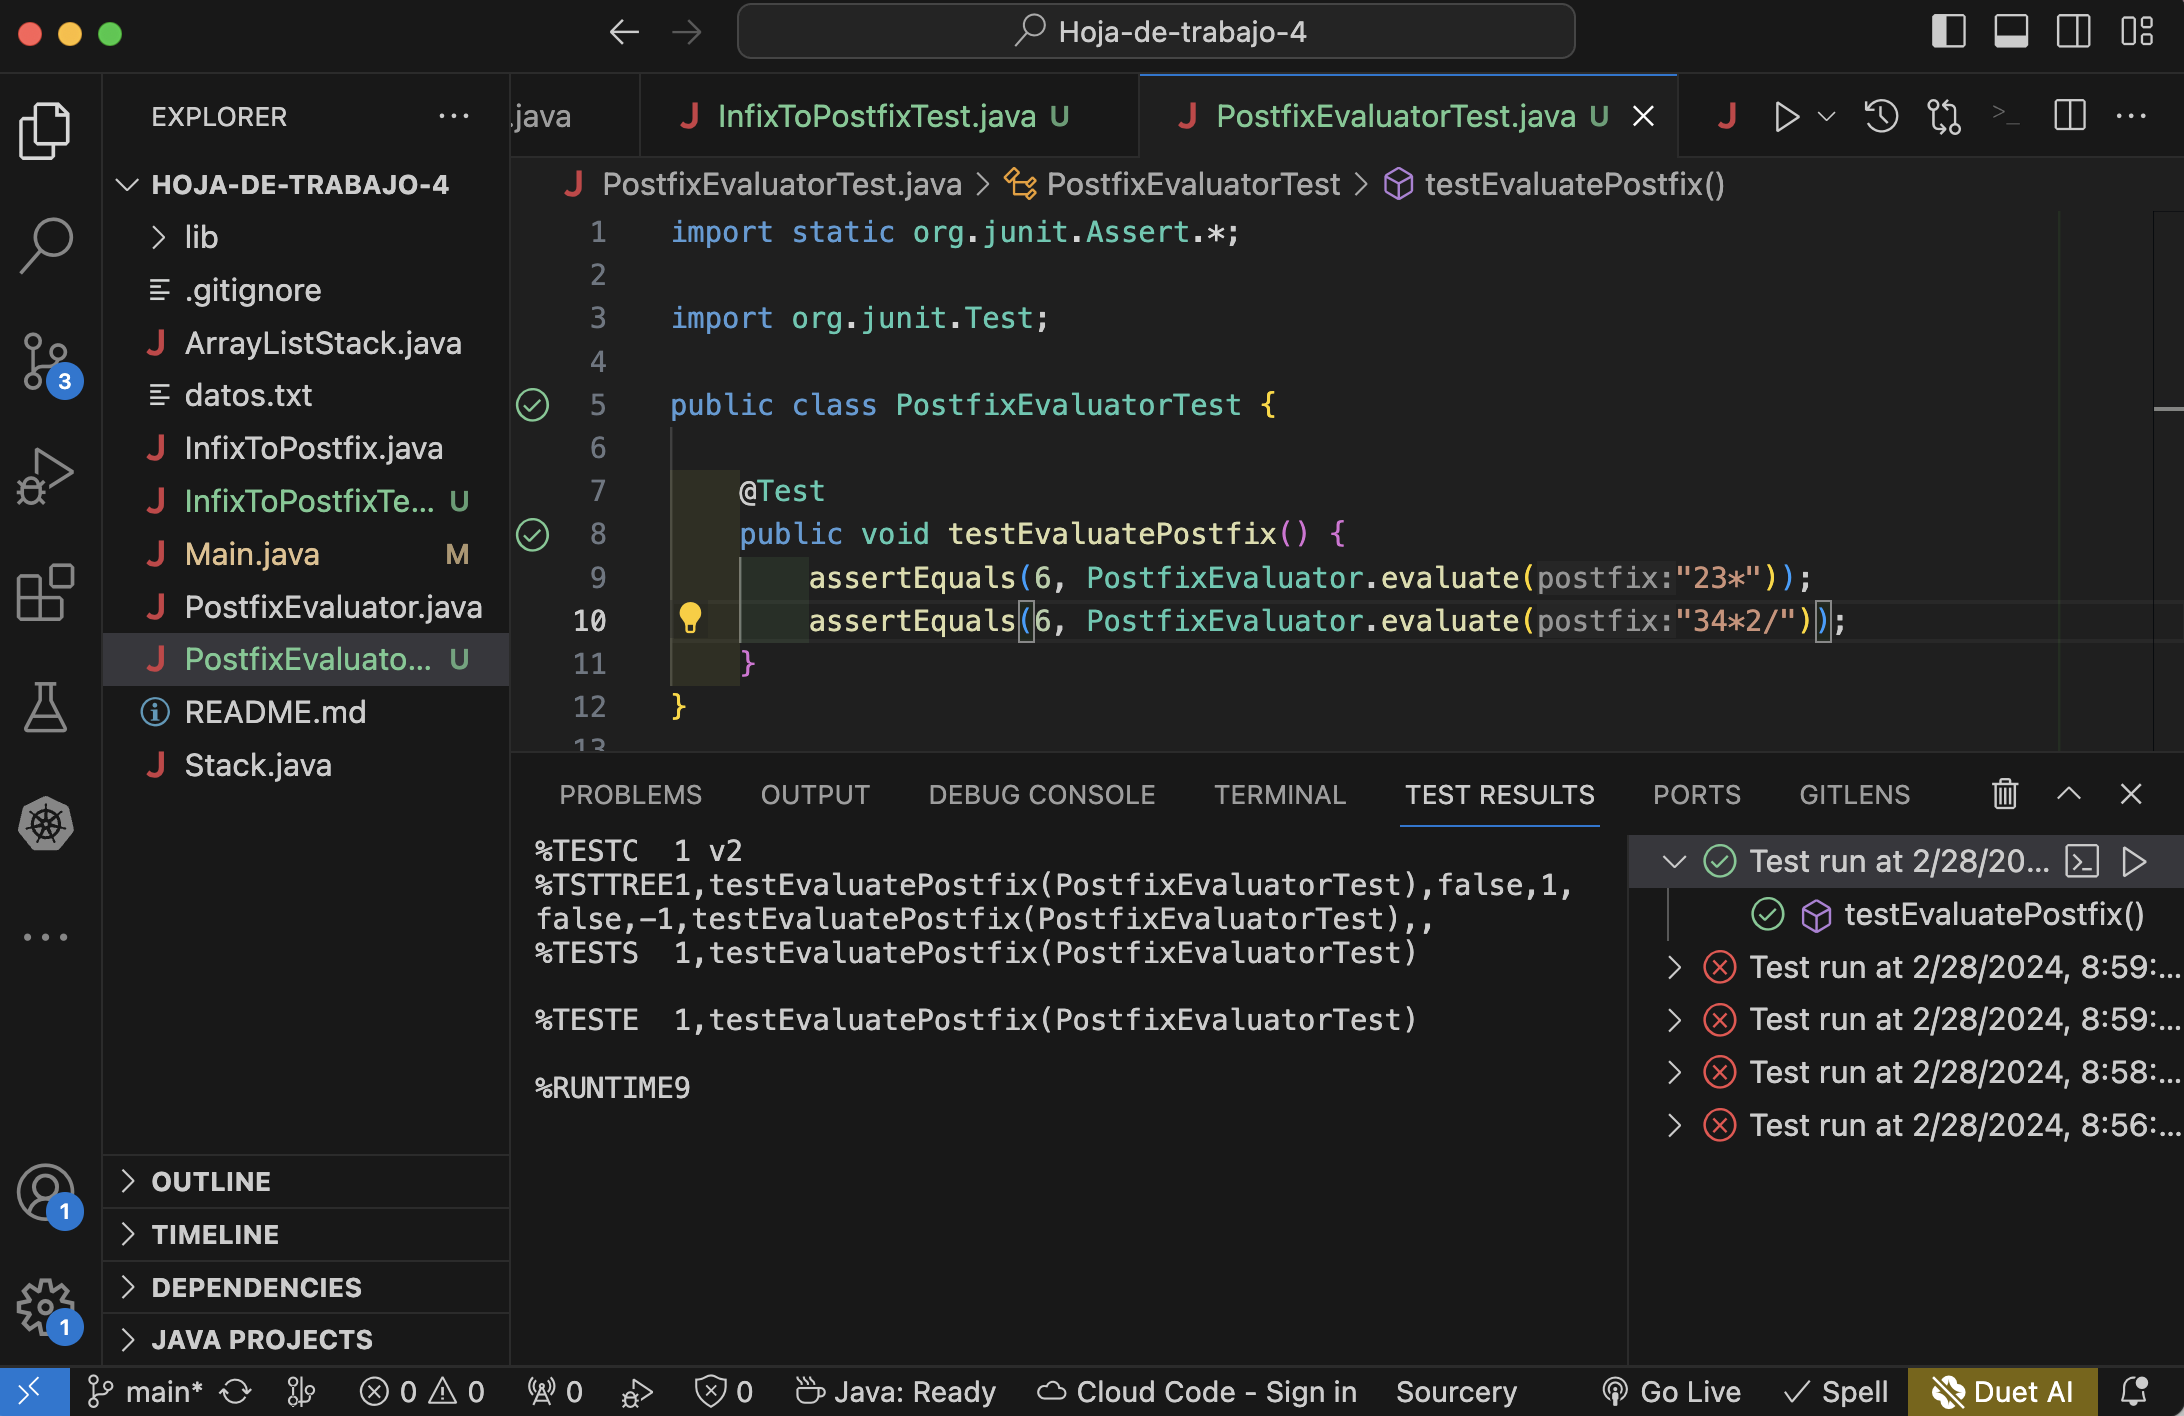 Hoja-de-trabajo-4
EXPLORER
HOJA-DE-TRABAJO-4
lib
.gitignore
ArrayListStack.java
datos.txt
InfixToPostfix.java
InfixToPostfixTe... U
Main.java M
PostfixEvaluator.java
PostfixEvaluato... U
README.md
Stack.java
OUTLINE
TIMELINE
DEPENDENCIES
JAVA PROJECTS
3
1
1
.java
InfixToPostfixTest.java U
PostfixEvaluatorTest.java U
PostfixEvaluatorTest.java > PostfixEvaluatorTest > testEvaluatePostfix()
1 import static org.junit.Assert.*;
2
3 import org.junit.Test;
4
5 public class PostfixEvaluatorTest {
6
7 @Test
8 public void testEvaluatePostfix() {
9 assertEquals(6, PostfixEvaluator.evaluate(postfix:"23*"));
10 assertEquals(6, PostfixEvaluator.evaluate(postfix:"34*2/"));
11 }
12 }
13
PROBLEMS OUTPUT DEBUG CONSOLE TERMINAL TEST RESULTS PORTS GITLENS
%TESTC 1 v2
%TSTTREE1,testEvaluatePostfix(PostfixEvaluatorTest),false,1,
false,-1,testEvaluatePostfix(PostfixEvaluatorTest),,
%TESTS 1,testEvaluatePostfix(PostfixEvaluatorTest)
%TESTE 1,testEvaluatePostfix(PostfixEvaluatorTest)
%RUNTIME9
Test run at 2/28/20...
testEvaluatePostfix()
Test run at 2/28/2024, 8:59:...
Test run at 2/28/2024, 8:59:...
Test run at 2/28/2024, 8:58:...
Test run at 2/28/2024, 8:56:...
main* 0 0 0 0 Java: Ready Cloud Code - Sign in Sourcery Go Live Spell Duet AI